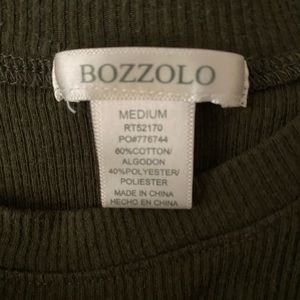 BOZZOLO
MEDIUM
RT52170
PO#776744
60%COTTON/
ALGODON
40%POLYESTER/
POLIESTER
MADE IN CHINA
HECHO EN CHINA